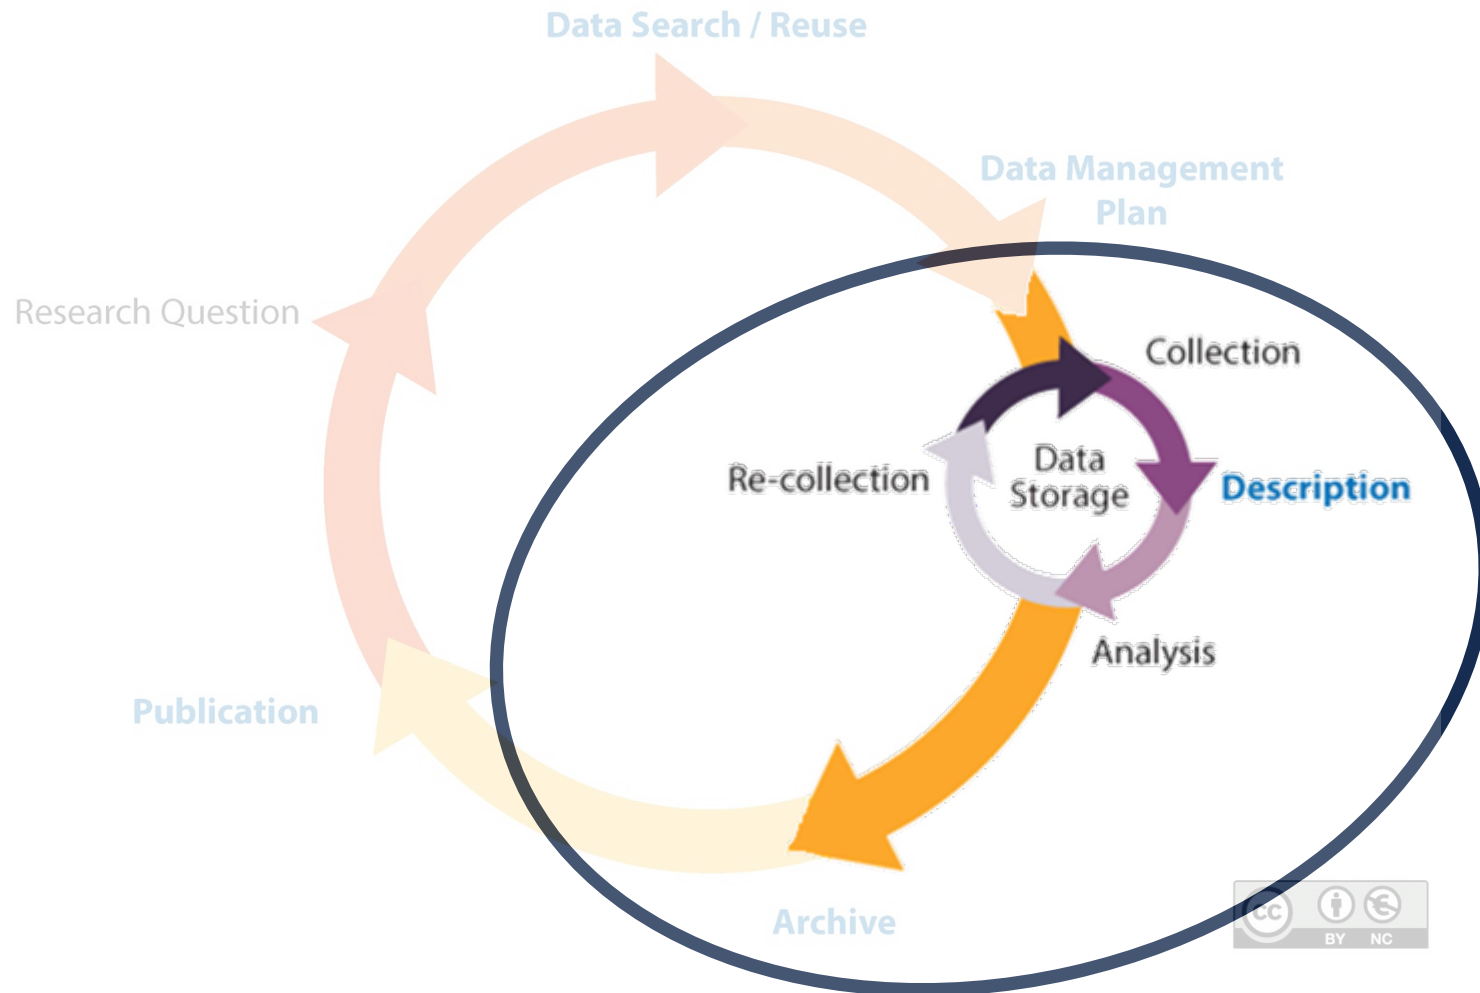 Data Search / Reuse
Data Management
Plan
Research Question
Collection
Data
Storage
Re-collection
Description
Analysis
Publication
Archive
cc
BY NC